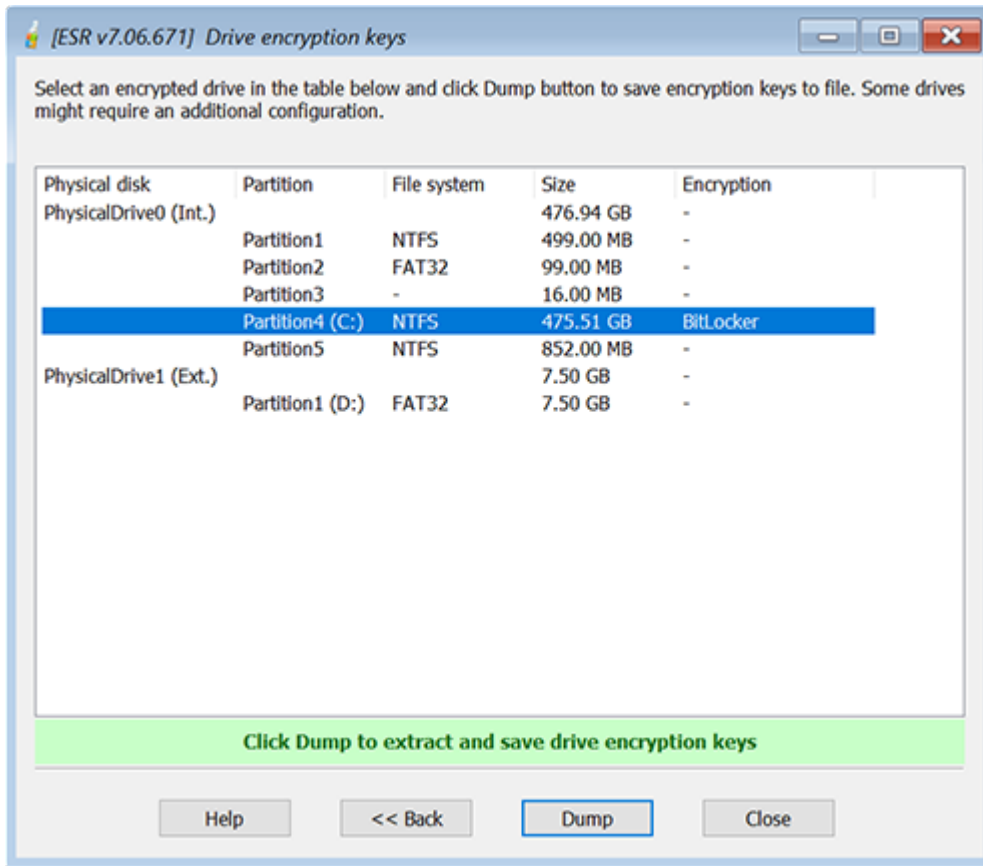 [ESR v7.06.671] Drive encryption keys
Select an encrypted drive in the table below and click Dump button to save encryption keys to file. Some drives
might require an additional configuration.
Physical disk Partition File system Size Encryption
PhysicalDrive0 (Int.) 476.94 GB -
Partition1 NTFS 499.00 MB -
Partition2 FAT32 99.00 MB -
Partition3 - 16.00 MB -
Partition4 (C:) NTFS 475.51 GB BitLocker
Partition5 NTFS 852.00 MB -
PhysicalDrive1 (Ext.) 7.50 GB -
Partition1 (D:) FAT32 7.50 GB -
Click Dump to extract and save drive encryption keys
Help << Back Dump Close